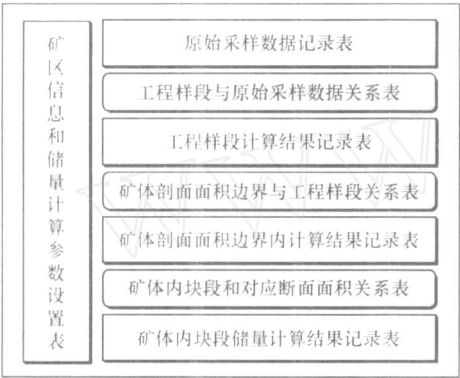 矿区信息和储量计算参数设置表
原始采样数据记录表
工程样段与原始采样数据关系表
工程样段计算结果记录表
矿体剖面面积边界与工程样段关系表
矿体剖面面积边界内计算结果记录表
矿体内块段和对应断面面积关系表
矿体内块段储量计算结果记录表
WWW